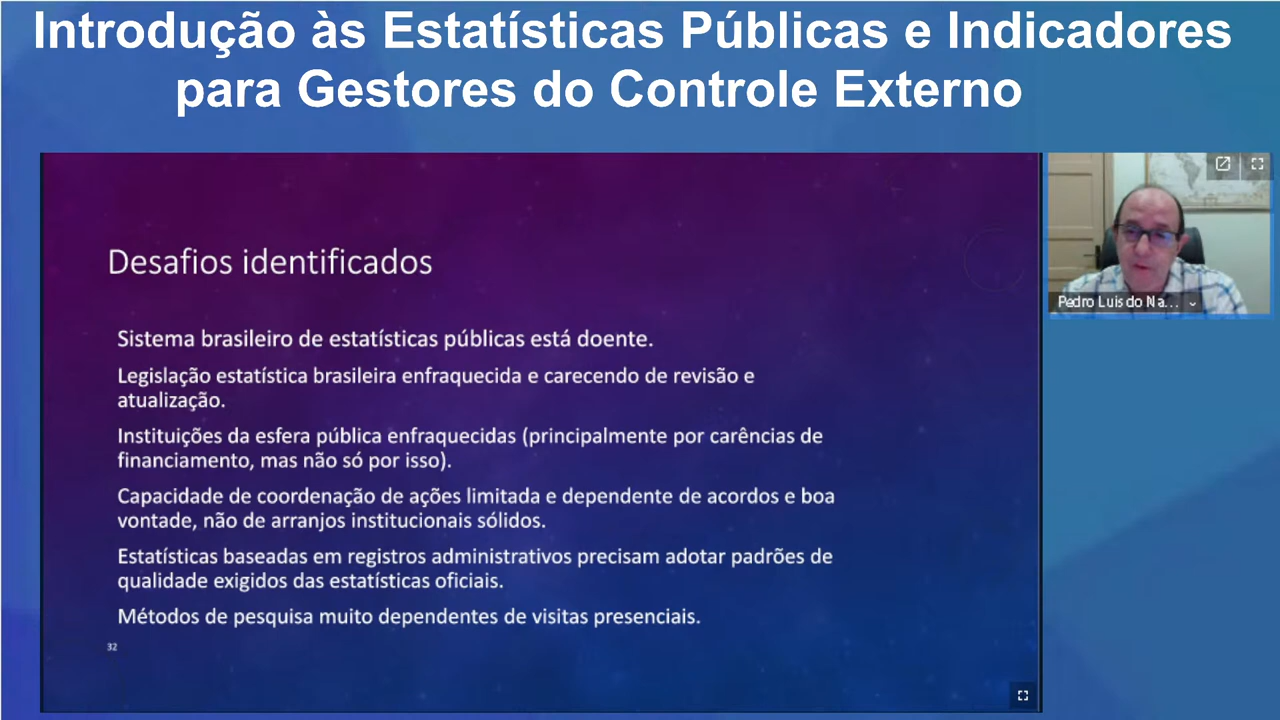 Introdução às Estatísticas Públicas e Indicadores
para Gestores do Controle Externo
Desafios identificados
Sistema brasileiro de estatísticas públicas está doente.
Legislação estatística brasileira enfraquecida e carecendo de revisão e
atualização.
Instituições da esfera pública enfraquecidas (principalmente por carências de
financiamento, mas não só por isso).
Capacidade de coordenação de ações limitada e dependente de acordos e boa
vontade, não de arranjos institucionais sólidos.
Estatísticas baseadas em registros administrativos precisam adotar padrões de
qualidade exigidos das estatísticas oficiais.
Métodos de pesquisa muito dependentes de visitas presenciais.
32
Pedro Luis do Na...